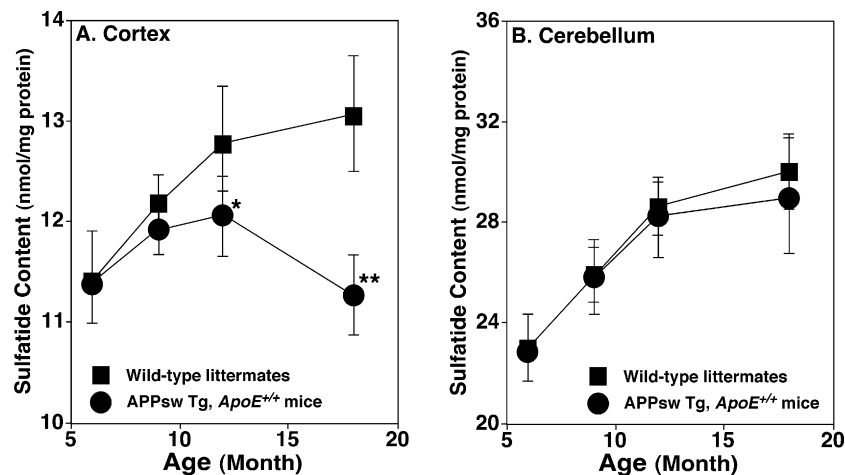 A. Cortex
14
13
12
11
10
5
10
15
20
Sulfatide Content (nmol/mg protein)
Age (Month)
*
**
Wild-type littermates
APPsw Tg, ApoE+/+ mice
B. Cerebellum
36
32
28
24
20
5
10
15
20
Sulfatide Content (nmol/mg protein)
Age (Month)
Wild-type littermates
APPsw Tg, ApoE+/+ mice